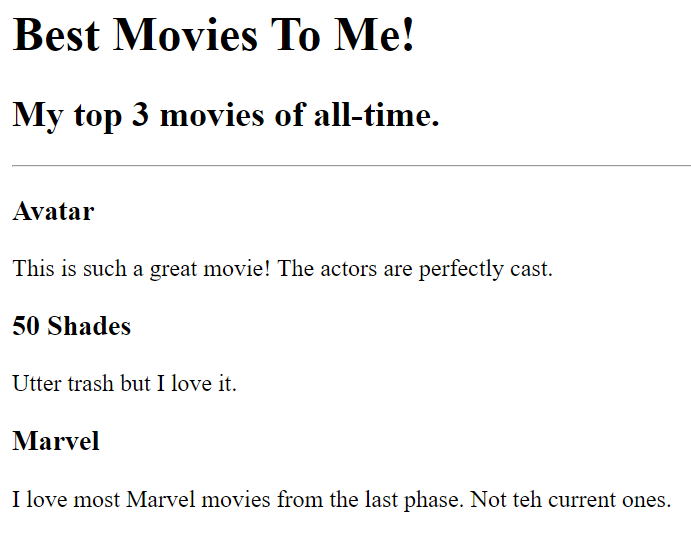 Best Movies To Me!
My top 3 movies of all-time.
Avatar
This is such a great movie! The actors are perfectly cast.
50 Shades
Utter trash but I love it.
Marvel
I love most Marvel movies from the last phase. Not teh current ones.